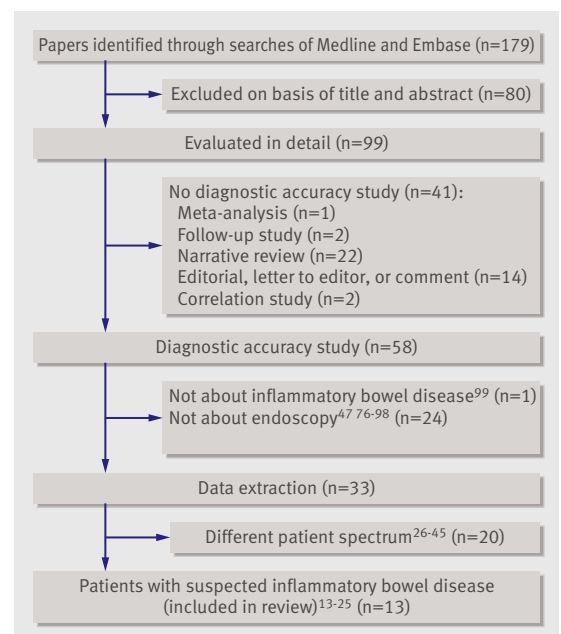 Papers identified through searches of Medline and Embase (n=179)
Excluded on basis of title and abstract (n=80)
Evaluated in detail (n=99)
No diagnostic accuracy study (n=41):
Meta-analysis (n=1)
Follow-up study (n=2)
Narrative review (n=22)
Editorial, letter to editor, or comment (n=14)
Correlation study (n=2)
Diagnostic accuracy study (n=58)
Not about inflammatory bowel disease99 (n=1)
Not about endoscopy47 76-98 (n=24)
Data extraction (n=33)
Different patient spectrum26-45 (n=20)
Patients with suspected inflammatory bowel disease
(included in review)13-25 (n=13)